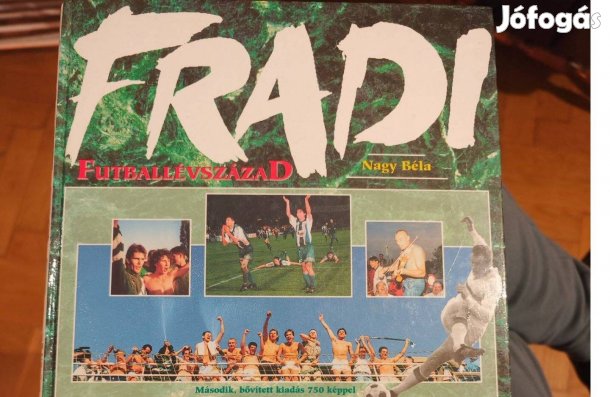 Jófogás
FRADI
FUTBALLÉVSZÁZAD
Nagy Béla
Második, bővített kiadás 750 képpel